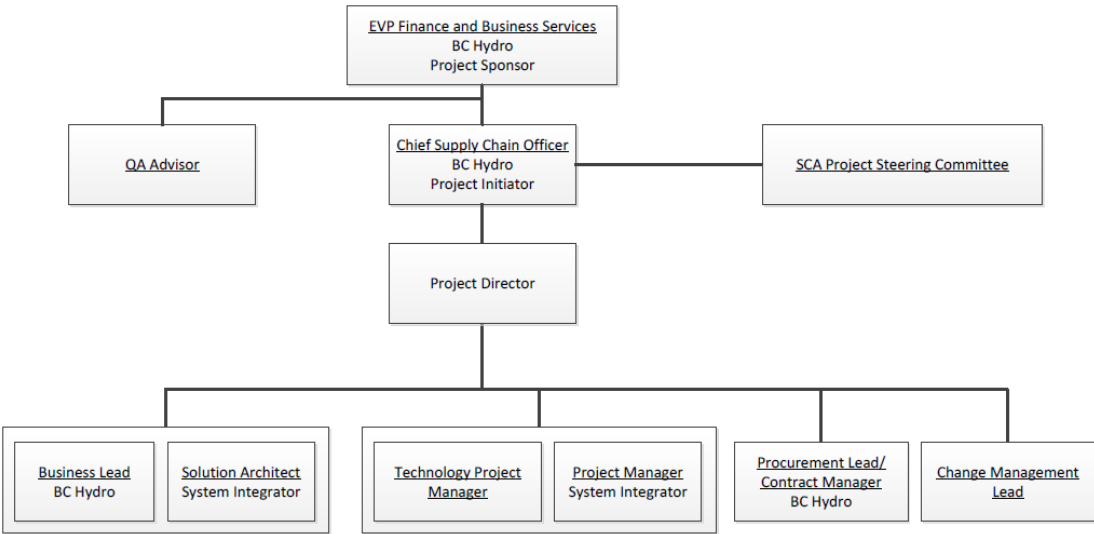 EVP Finance and Business Services
BC Hydro
Project Sponsor
QA Advisor
Chief Supply Chain Officer
BC Hydro
Project Initiator
SCA Project Steering Committee
Project Director
Business Lead
BC Hydro
Solution Architect
System Integrator
Technology Project
Manager
Project Manager
System Integrator
Procurement Lead/
Contract Manager
BC Hydro
Change Management
Lead